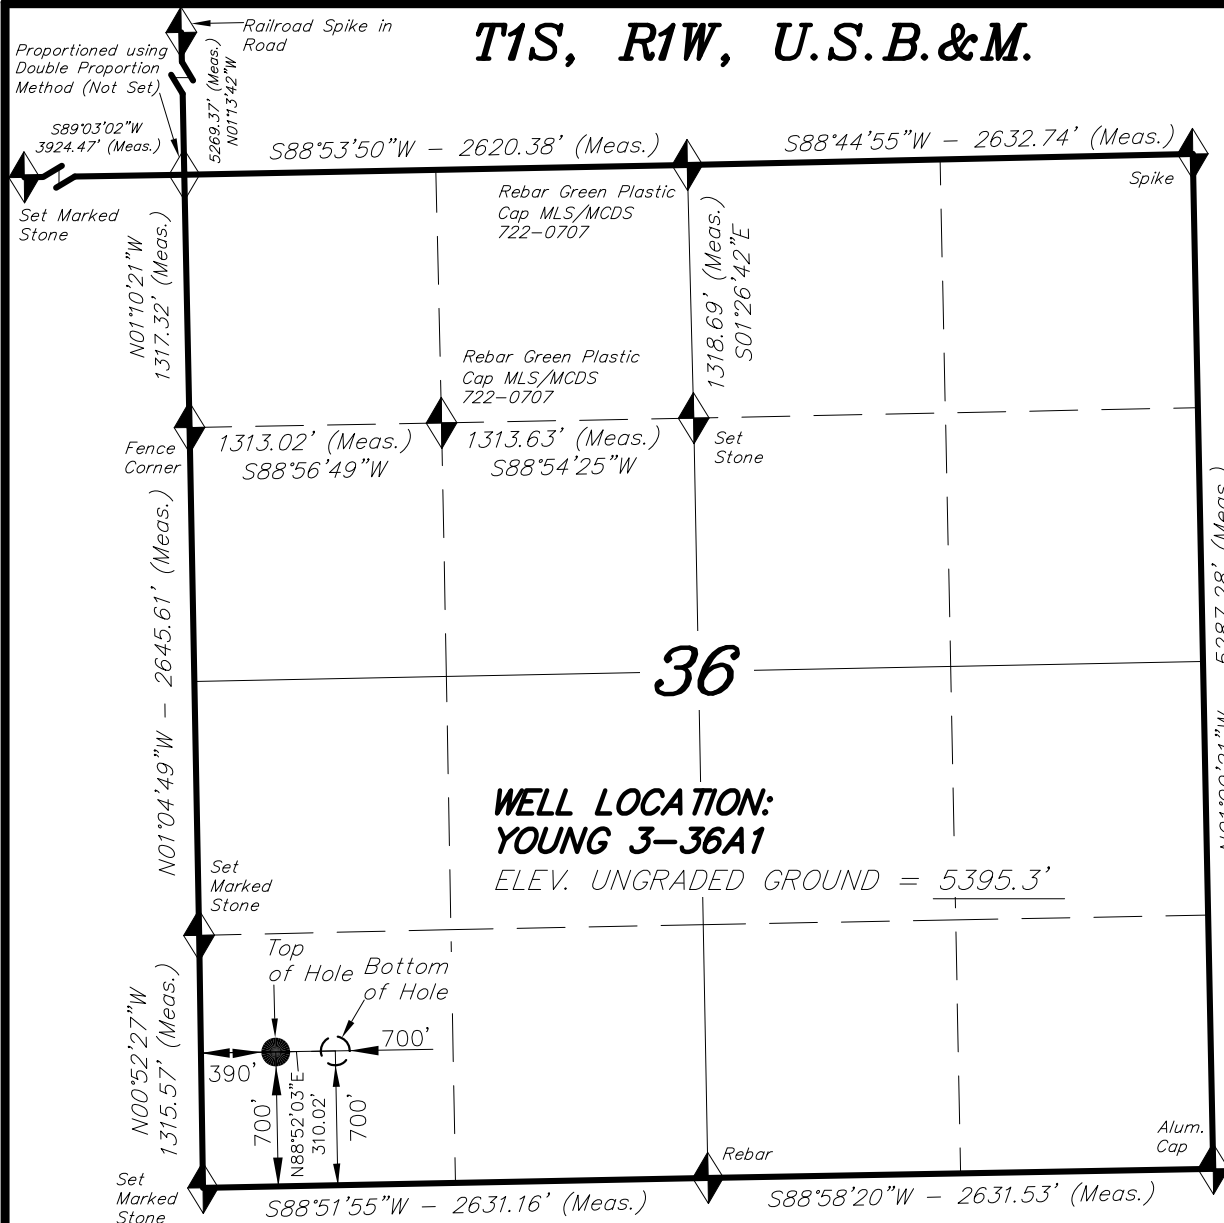 T1S, R1W, U.S.B.&M.
Railroad Spike in
Road
Proportioned using
Double Proportion
Method (Not Set)
5269.37' (Meas.)
N01°13'42"W
S89°03'02"W
3924.47' (Meas.)
S88°53'50"W - 2620.38' (Meas.)
S88°44'55"W - 2632.74' (Meas.)
Set Marked
Stone
Rebar Green Plastic
Cap MLS/MCDS
722-0707
Spike
N01°10'21"W
1317.32' (Meas.)
1318.69' (Meas.)
S01°26'42"E
Rebar Green Plastic
Cap MLS/MCDS
722-0707
Fence
Corner
1313.02' (Meas.)
S88°56'49"W
1313.63' (Meas.)
S88°54'25"W
Set
Stone
N01°04'49"W - 2645.61' (Meas.)
36
WELL LOCATION:
YOUNG 3-36A1
ELEV. UNGRADED GROUND = 5395.3'
Set
Marked
Stone
Top
of Hole
Bottom
of Hole
N00°52'27"W
1315.57' (Meas.)
390'
700'
700'
N88°52'03"E
310.02'
700'
Set
Marked
Stone
Rebar
Alum.
Cap
S88°51'55"W - 2631.16' (Meas.)
S88°58'20"W - 2631.53' (Meas.)